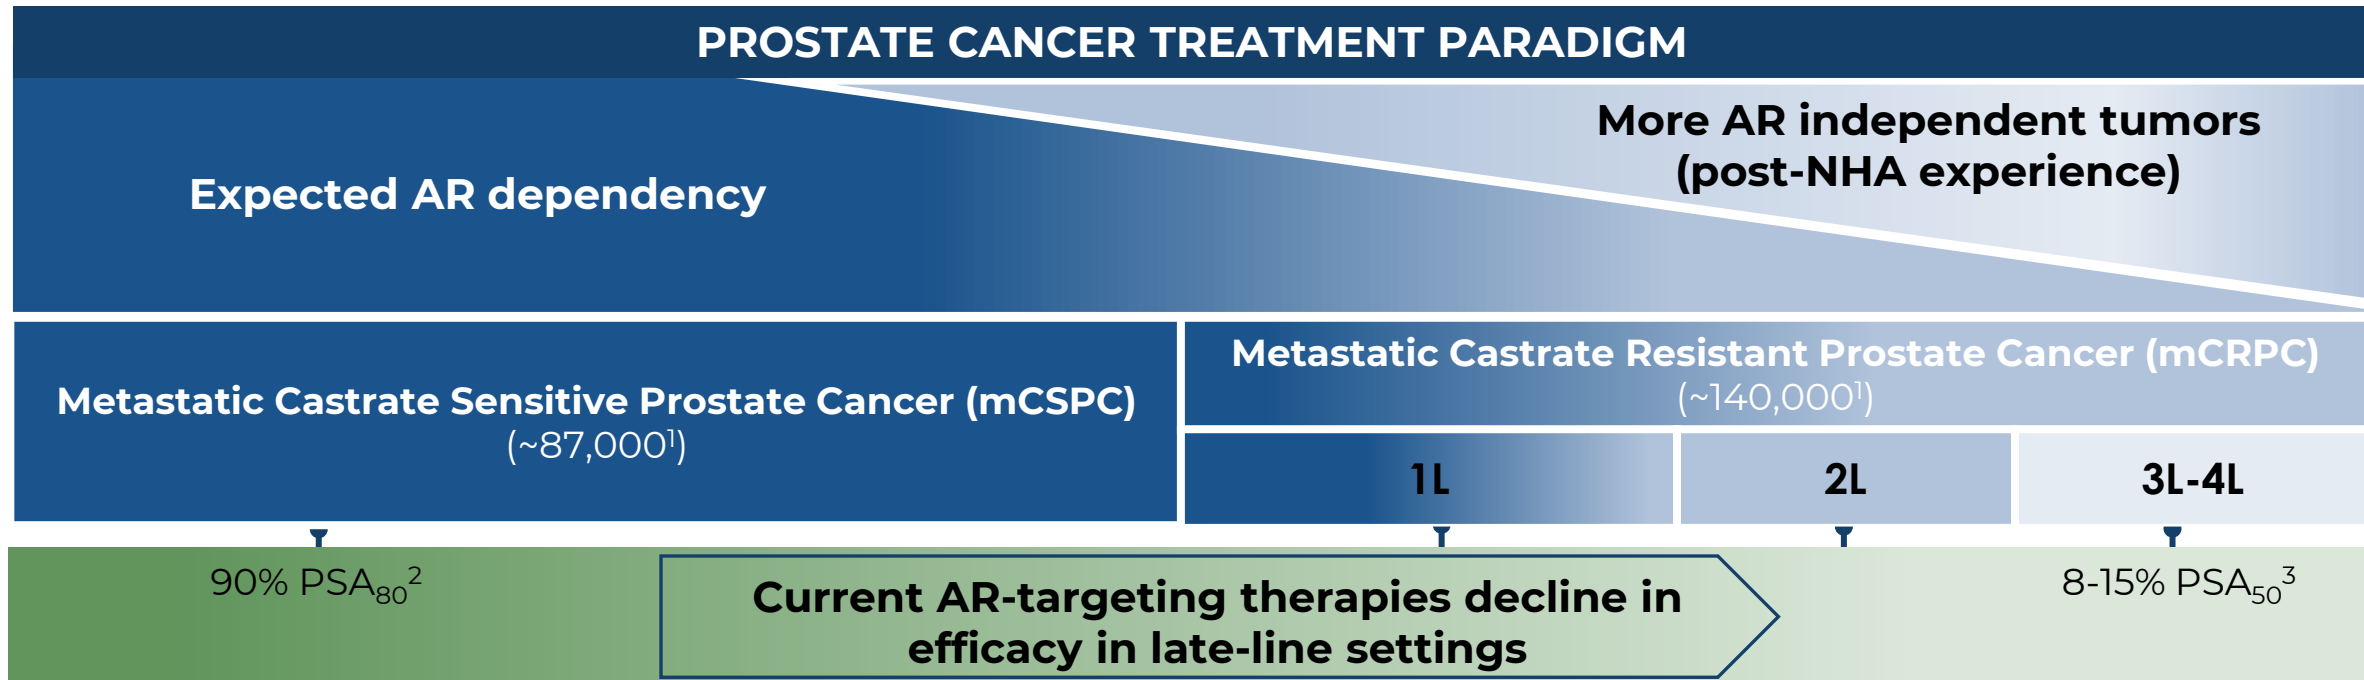 PROSTATE CANCER TREATMENT PARADIGM
Expected AR dependency
More AR independent tumors
(post-NHA experience)
Metastatic Castrate Sensitive Prostate Cancer (mCSPC)
(~87,000¹)
Metastatic Castrate Resistant Prostate Cancer (mCRPC)
(~140,000¹)
1L
2L
3L-4L
90% PSA₈₀²
Current AR-targeting therapies decline in
efficacy in late-line settings
8-15% PSA₅₀³